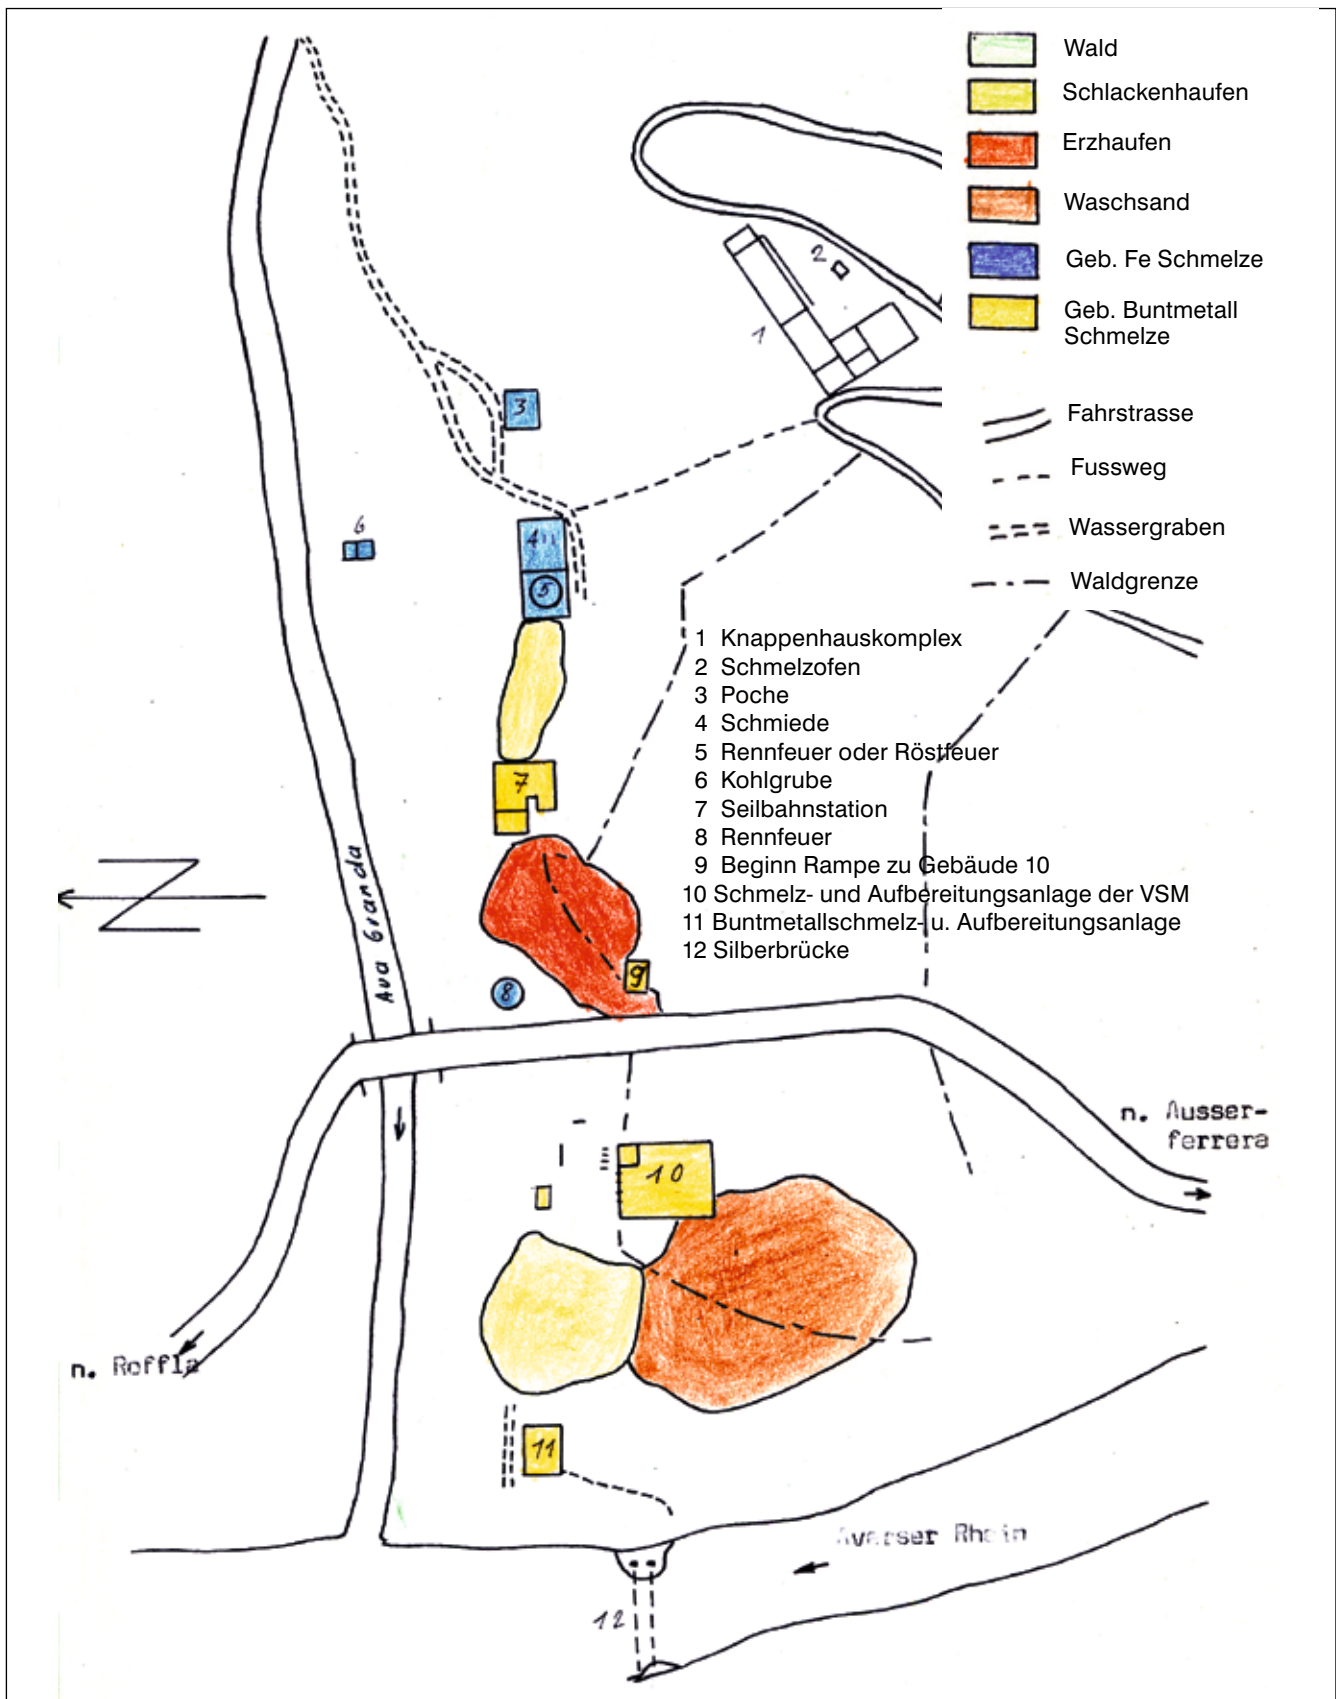 Wald
Schlackenhaufen
Erzhaufen
Waschsand
Geb. Fe Schmelze
Geb. Buntmetall
Schmelze
Fahrstrasse
Fussweg
Wassergraben
Waldgrenze
2
1
3
4
5
6
7
8
9
1 Knappenhauskomplex
2 Schmelzofen
3 Poche
4 Schmiede
5 Rennfeuer oder Röstfeuer
6 Kohlgrube
7 Seilbahnstation
8 Rennfeuer
9 Beginn Rampe zu Gebäude 10
10 Schmelz- und Aufbereitungsanlage der VSM
11 Buntmetallschmelz- u. Aufbereitungsanlage
12 Silberbrücke
Ava Granda
n. Ausser-
ferrera
10
n. Roffla
11
Averser Rhein
12